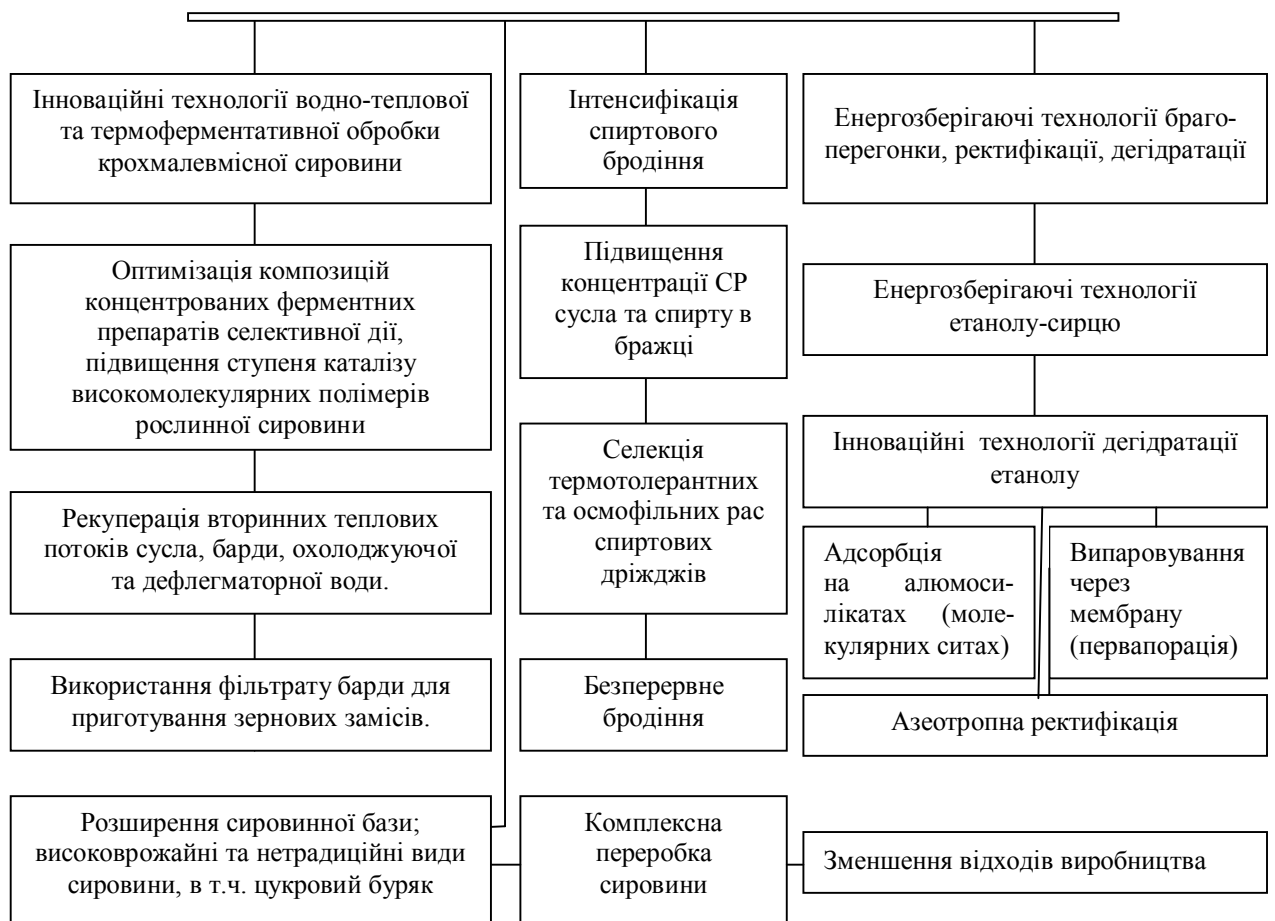 Інноваційні технології водно-теплової
та термоферментативної обробки
крохмалевмісної сировини
Оптимізація композицій
концентрованих ферментних
препаратів селективної дії,
підвищення ступеня каталізу
високомолекулярних полімерів
рослинної сировини
Рекуперація вторинних теплових
потоків сусла, барди, охолоджуючої
та дефлегматорної води.
Використання фільтрату барди для
приготування зернових замісів.
Розширення сировинної бази;
високоврожайні та нетрадиційні види
сировини, в т.ч. цукровий буряк
Інтенсифікація
спиртового
бродіння
Підвищення
концентрації СР
сусла та спирту в
бражці
Селекція
термотолерантних
та осмофільних рас
спиртових
дріжджів
Безперервне
бродіння
Комплексна
переробка
сировини
Енергозберігаючі технології браго-
перегонки, ректифікації, дегідратації
Енергозберігаючі технології
етанолу-сирцю
Інноваційні технології дегідратації
етанолу
Адсорбція
на алюмоси-
лікатах (моле-
кулярних ситах)
Випаровування
через
мембрану
(первапорація)
Азеотропна ректифікація
Зменшення відходів виробництва